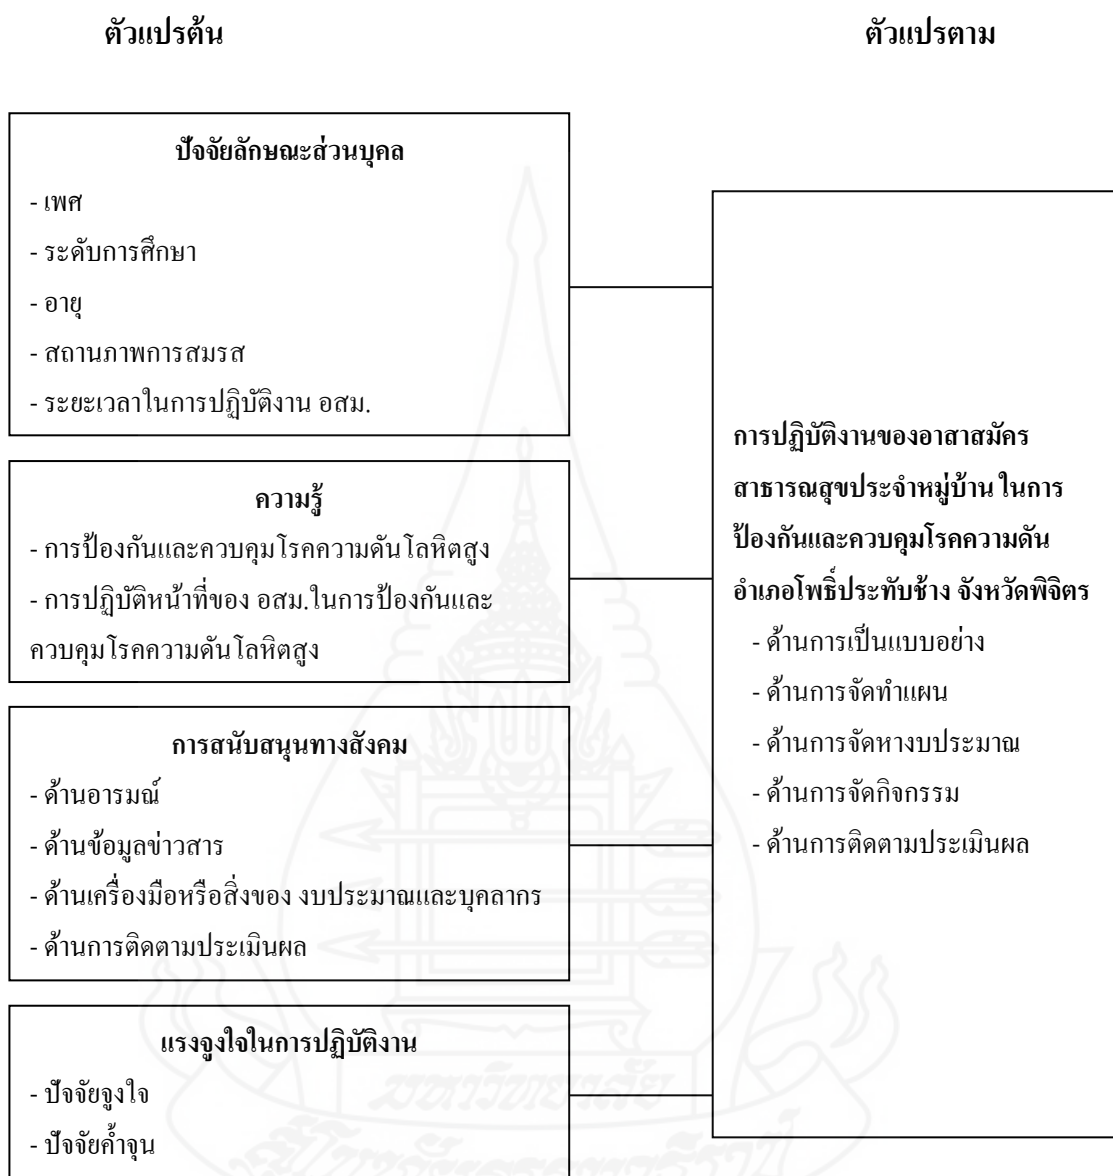 ตัวแปรต้น
ตัวแปรตาม
ปัจจัยลักษณะส่วนบุคล
- เพศ
- ระดับการศึกษา
- อายุ
- สถานภาพการสมรส
- ระยะเวลาในการปฏิบัติงาน อสม.
ความรู้
- การป้องกันและควบคุมโรคความดันโลหิตสูง
- การปฏิบัติหน้าที่ของ อสม.ในการป้องกันและ
ควบคุมโรคความดันโลหิตสูง
การสนับสนุนทางสังคม
- ด้านอารมณ์
- ด้านข้อมูลข่าวสาร
- ด้านเครื่องมือหรือสิ่งของ งบประมาณและบุคลากร
- ด้านการติดตามประเมินผล
แรงจูงใจในการปฏิบัติงาน
- ปัจจัยจูงใจ
- ปัจจัยค้ำจุน
การปฏิบัติงานของอาสาสมัคร
สาธารณสุขประจำหมู่บ้าน ในการ
ป้องกันและควบคุมโรคความดัน
อำเภอโพธิ์ประทับช้าง จังหวัดพิจิตร
- ด้านการเป็นแบบอย่าง
- ด้านการจัดทำแผน
- ด้านการจัดหางบประมาณ
- ด้านการจัดกิจกรรม
- ด้านการติดตามประเมินผล
มหาวิทยาลัย